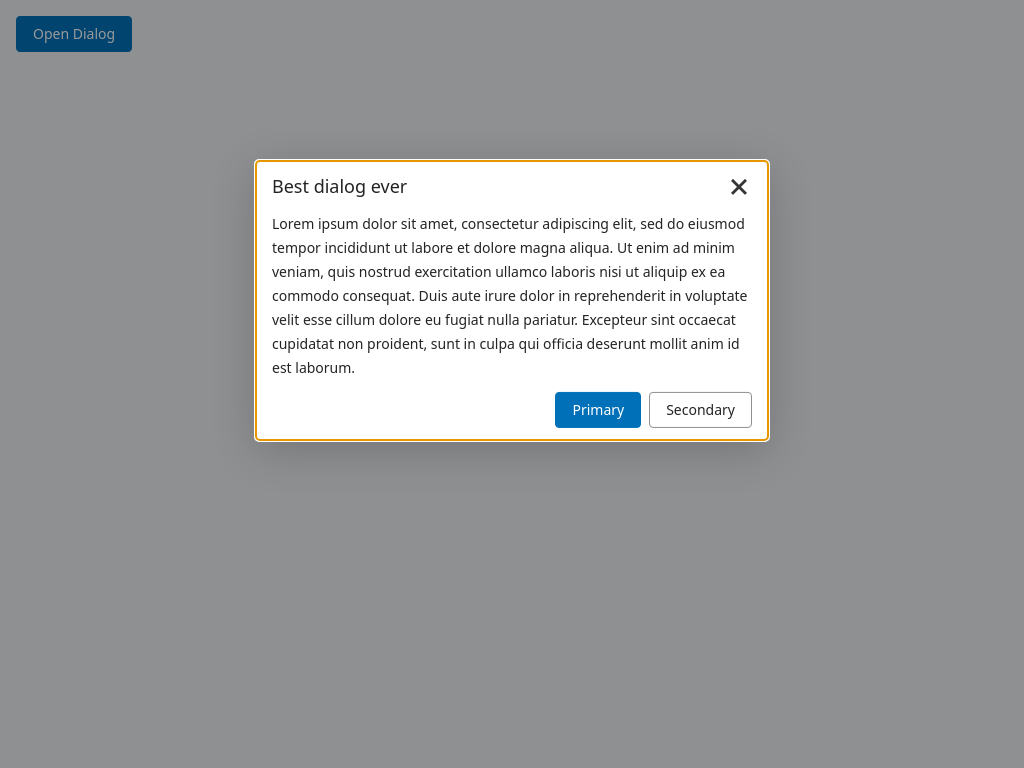 Open Dialog
Best dialog ever
Lorem ipsum dolor sit amet, consectetur adipiscing elit, sed do eiusmod
tempor incididunt ut labore et dolore magna aliqua. Ut enim ad minim
veniam, quis nostrud exercitation ullamco laboris nisi ut aliquip ex ea
commodo consequat. Duis aute irure dolor in reprehenderit in voluptate
velit esse cillum dolore eu fugiat nulla pariatur. Excepteur sint occaecat
cupidatat non proident, sunt in culpa qui officia deserunt mollit anim id
est laborum.
Primary
Secondary